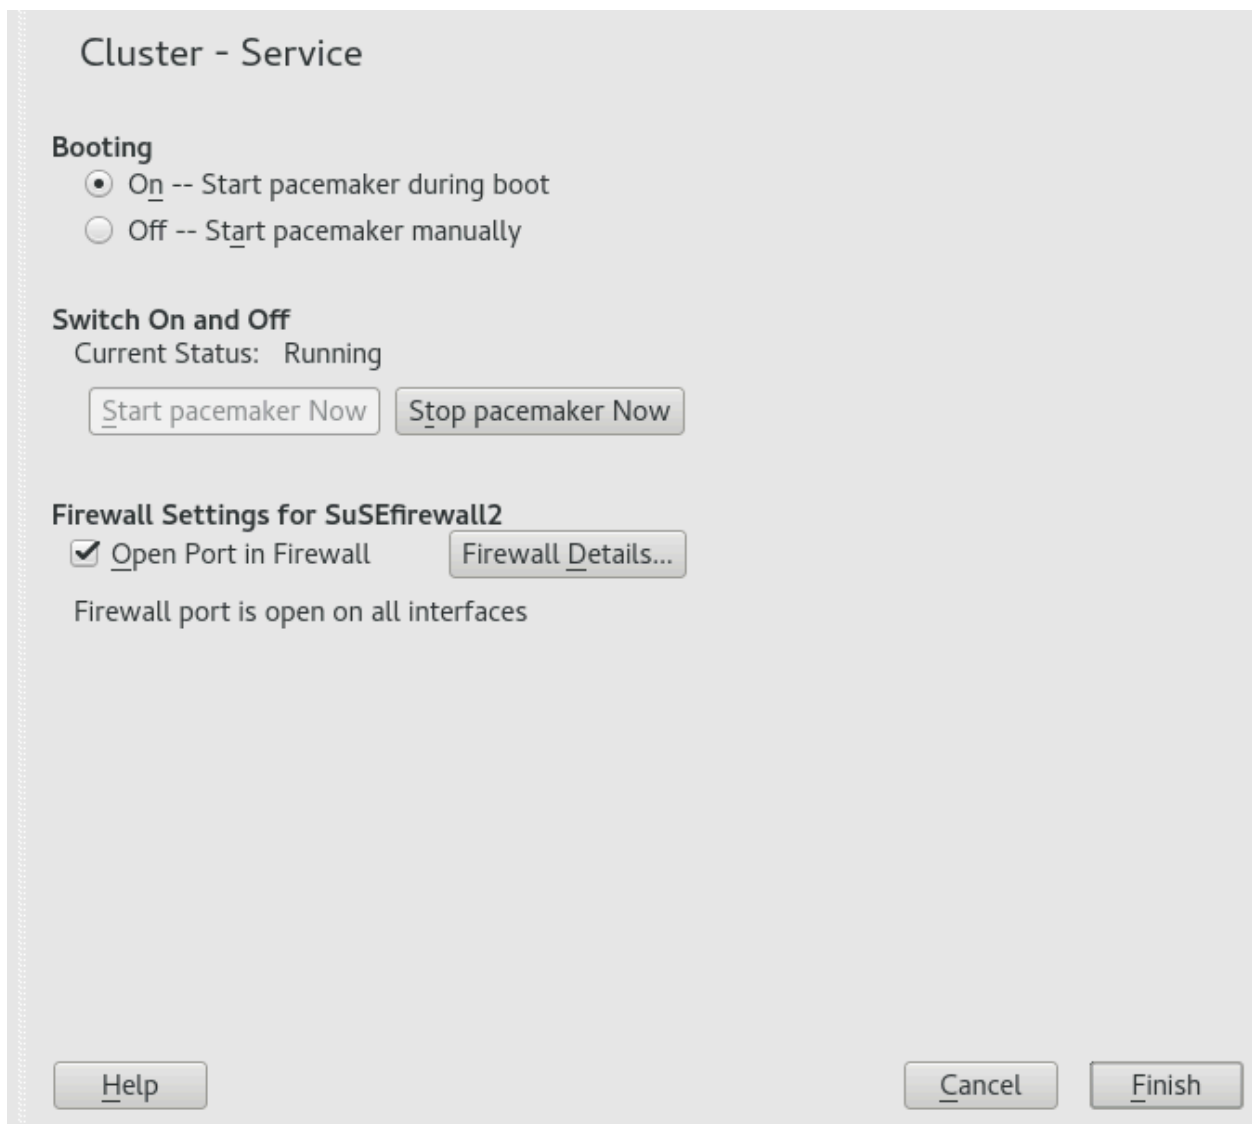 Cluster - Service
Booting
On -- Start pacemaker during boot
Off -- Start pacemaker manually
Switch On and Off
Current Status: Running
Start pacemaker Now Stop pacemaker Now
Firewall Settings for SuSEfirewall2
Open Port in Firewall Firewall Details...
Firewall port is open on all interfaces
Help Cancel Finish